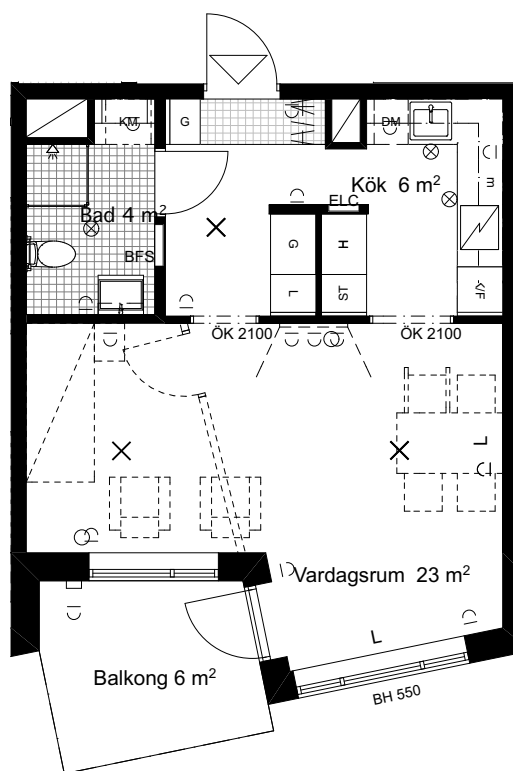 KM
G
DM
m
Kök 6 m²
ELC
Bad 4 m²
BFS
G
H
L
ST
K/F
ÖK 2100
ÖK 2100
L
Vardagsrum 23 m²
L
Balkong 6 m²
BH 550